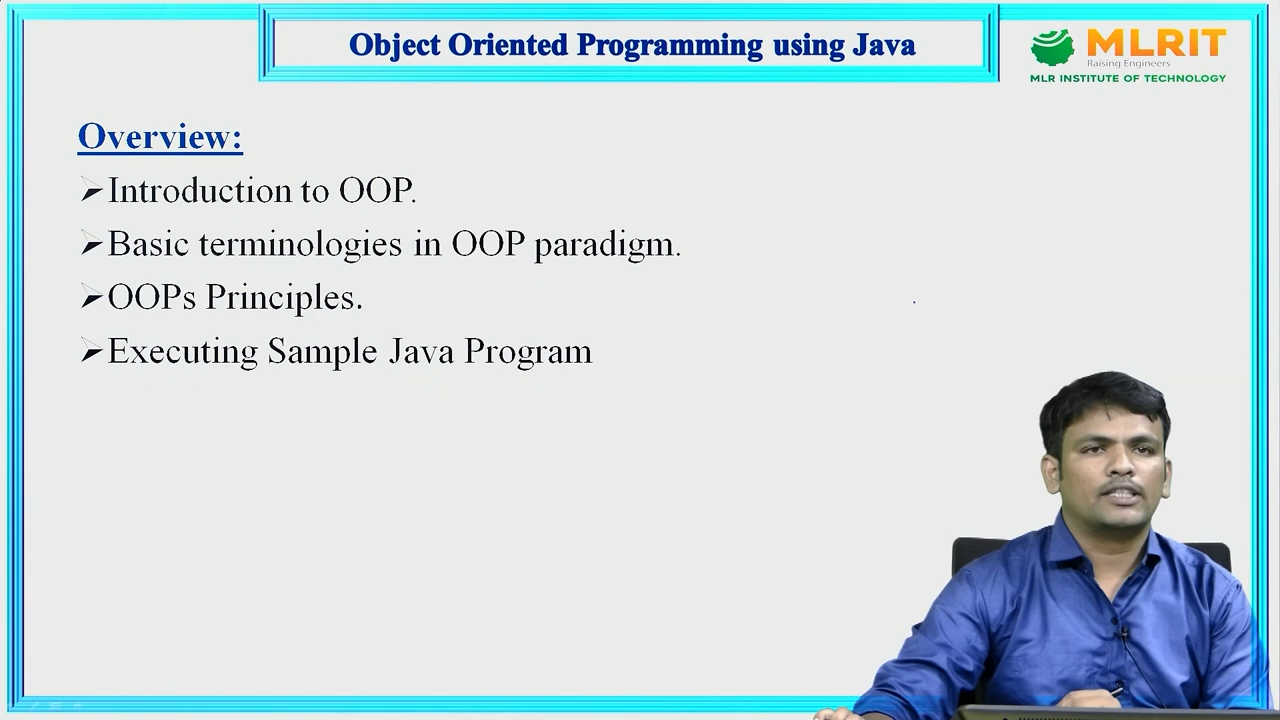 Object Oriented Programming using Java
MLRIT
Raising Engineers
MLR INSTITUTE OF TECHNOLOGY
Overview:
➢Introduction to OOP.
➢Basic terminologies in OOP paradigm.
➢OOPs Principles.
➢Executing Sample Java Program